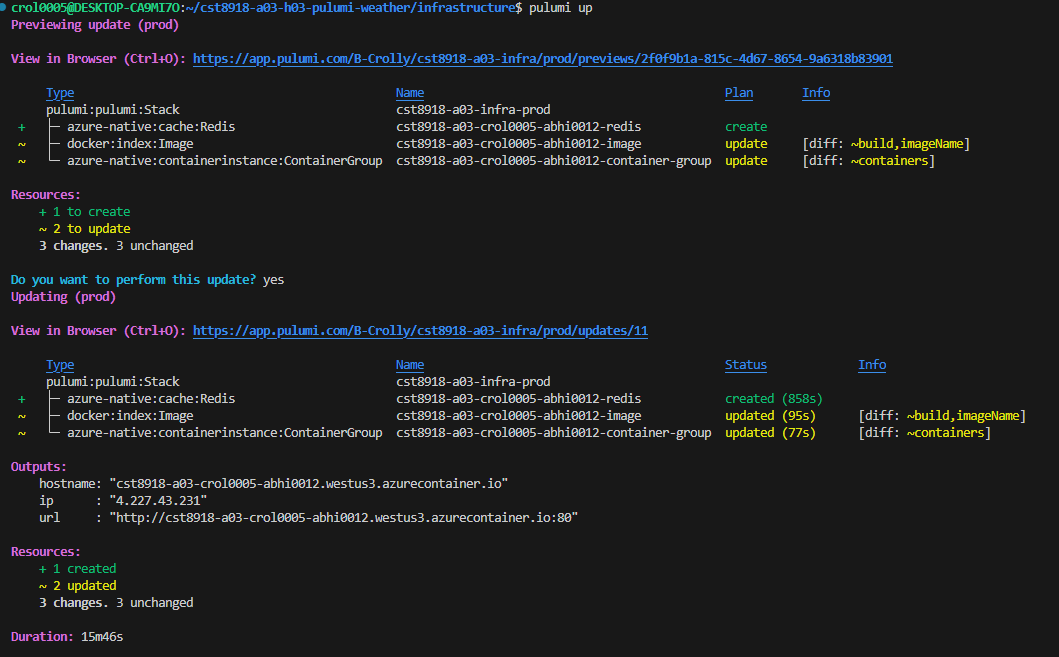 crol0005@DESKTOP-CA9MI7O:~/cst8918-a03-h03-pulumi-weather/infrastructure$ pulumi up
Previewing update (prod)
View in Browser (Ctrl+O): https://app.pulumi.com/B-Crolly/cst8918-a03-infra/prod/previews/2f0f9b1a-815c-4d67-8654-9a6318b83901
Type Name Plan Info
pulumi:pulumi:Stack cst8918-a03-infra-prod
+ ├─ azure-native:cache:Redis cst8918-a03-crol0005-abhi0012-redis create
~ ├─ docker:index:Image cst8918-a03-crol0005-abhi0012-image update [diff: ~build,imageName]
~ └─ azure-native:containerinstance:ContainerGroup cst8918-a03-crol0005-abhi0012-container-group update [diff: ~containers]
Resources:
+ 1 to create
~ 2 to update
3 changes. 3 unchanged
Do you want to perform this update? yes
Updating (prod)
View in Browser (Ctrl+O): https://app.pulumi.com/B-Crolly/cst8918-a03-infra/prod/updates/11
Type Name Status Info
pulumi:pulumi:Stack cst8918-a03-infra-prod
+ ├─ azure-native:cache:Redis cst8918-a03-crol0005-abhi0012-redis created (858s)
~ ├─ docker:index:Image cst8918-a03-crol0005-abhi0012-image updated (95s) [diff: ~build,imageName]
~ └─ azure-native:containerinstance:ContainerGroup cst8918-a03-crol0005-abhi0012-container-group updated (77s) [diff: ~containers]
Outputs:
hostname: "cst8918-a03-crol0005-abhi0012.westus3.azurecontainer.io"
ip : "4.227.43.231"
url : "http://cst8918-a03-crol0005-abhi0012.westus3.azurecontainer.io:80"
Resources:
+ 1 created
~ 2 updated
3 changes. 3 unchanged
Duration: 15m46s